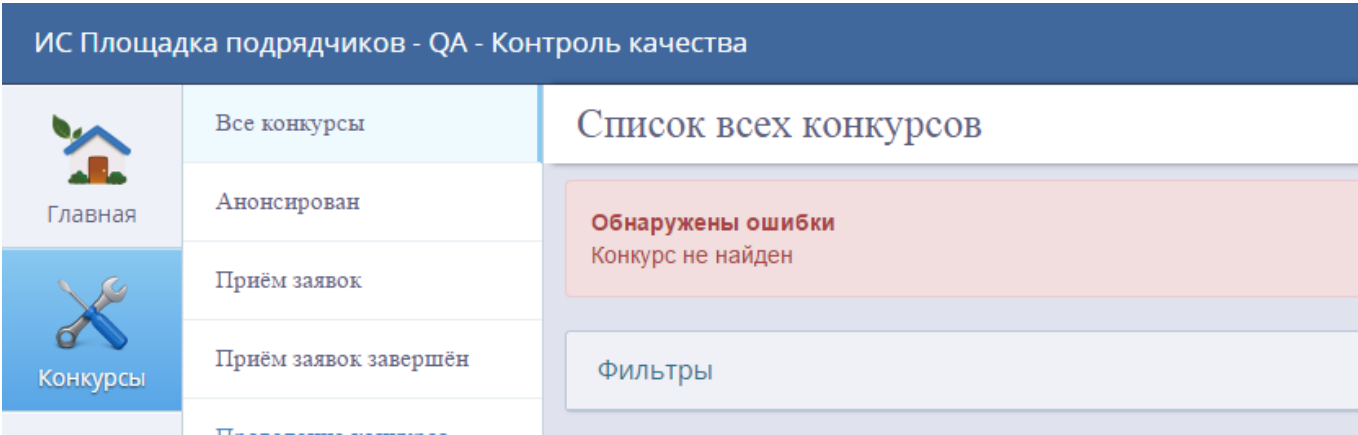 ИС Площадка подрядчиков - QA - Контроль качества
Главная
Конкурсы
Все конкурсы
Анонсирован
Приём заявок
Приём заявок завершён
Список всех конкурсов
Обнаружены ошибки
Конкурс не найден
Фильтры